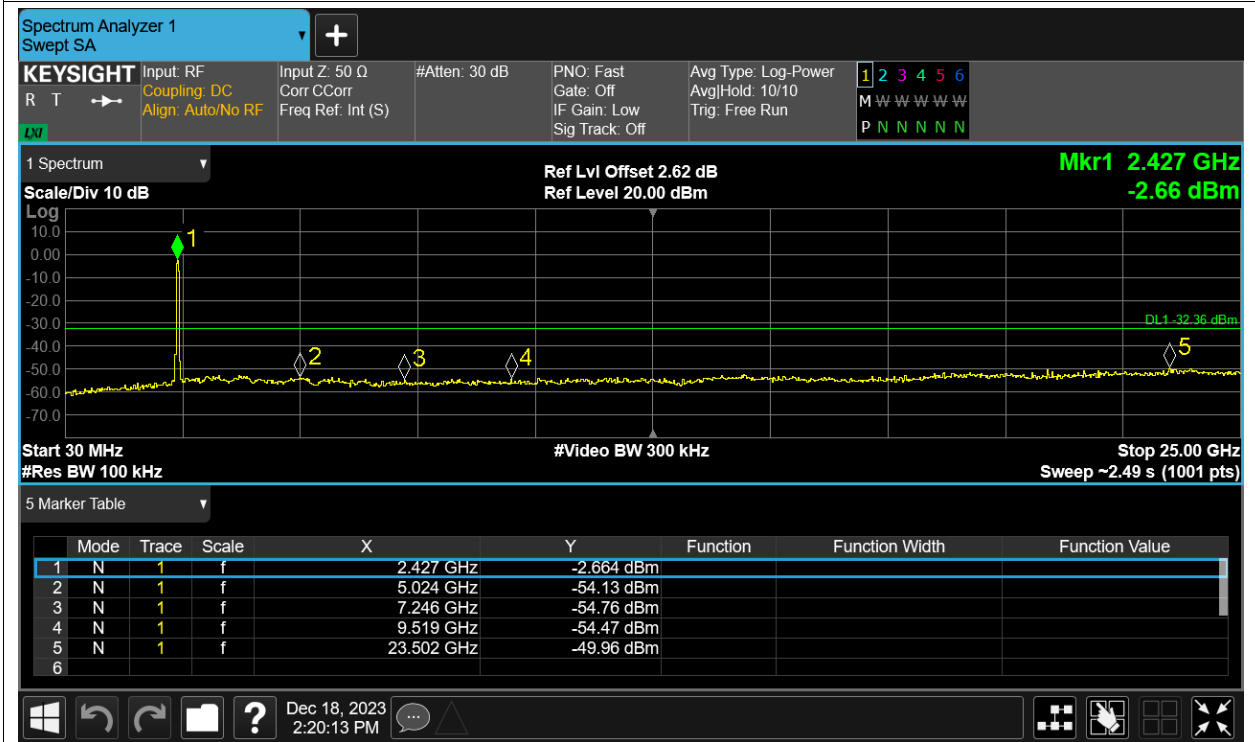 Spectrum Analyzer 1
Swept SA
+
KEYSIGHT
R T
LXI
Input: RF
Coupling: DC
Align: Auto/No RF
Input Z: 50 Ω
Corr CCorr
Freq Ref: Int (S)
#Atten: 30 dB
PNO: Fast
Gate: Off
IF Gain: Low
Sig Track: Off
Avg Type: Log-Power
Avg|Hold: 10/10
Trig: Free Run
1 2 3 4 5 6
M W W W W W
P N N N N N
1 Spectrum
Scale/Div 10 dB
Ref Lvl Offset 2.62 dB
Ref Level 20.00 dBm
Mkr1 2.427 GHz
-2.66 dBm
Log
10.0
0.00
-10.0
-20.0
-30.0
-40.0
-50.0
-60.0
-70.0
1
2
3
4
5
DL1 -32.36 dBm
Start 30 MHz
#Res BW 100 kHz
#Video BW 300 kHz
Stop 25.00 GHz
Sweep ~2.49 s (1001 pts)
5 Marker Table
Mode Trace Scale X Y Function Function Width Function Value
1 N 1 f 2.427 GHz -2.664 dBm
2 N 1 f 5.024 GHz -54.13 dBm
3 N 1 f 7.246 GHz -54.76 dBm
4 N 1 f 9.519 GHz -54.47 dBm
5 N 1 f 23.502 GHz -49.96 dBm
6
?
Dec 18, 2023
2:20:13 PM